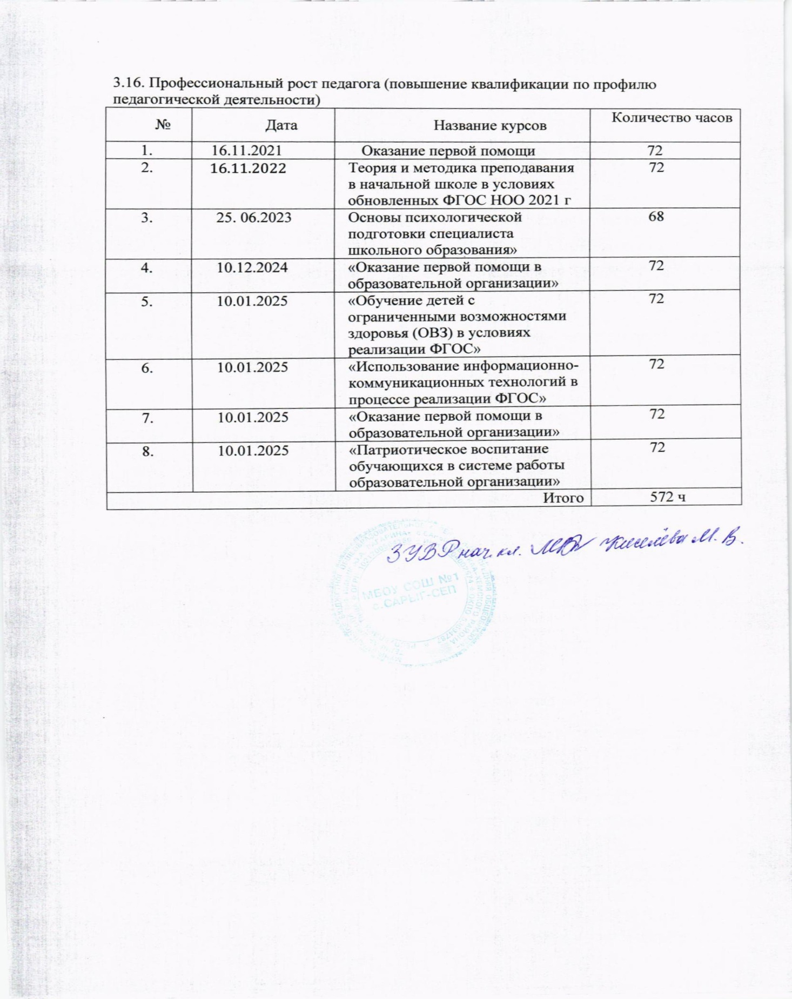 3.16. Профессиональный рост педагога (повышение квалификации по профилю
педагогической деятельности)
№ Дата Название курсов Количество часов
1. 16.11.2021 Оказание первой помощи 72
2. 16.11.2022 Теория и методика преподавания 72
в начальной школе в условиях
обновленных ФГОС НОО 2021 г
3. 25. 06.2023 Основы психологической 68
подготовки специалиста
школьного образования»
4. 10.12.2024 «Оказание первой помощи в 72
образовательной организации»
5. 10.01.2025 «Обучение детей с 72
ограниченными возможностями
здоровья (ОВЗ) в условиях
реализации ФГОС»
6. 10.01.2025 «Использование информационно-
коммуникационных технологий в 72
процессе реализации ФГОС»
7. 10.01.2025 «Оказание первой помощи в 72
образовательной организации»
8. 10.01.2025 «Патриотическое воспитание 72
обучающихся в системе работы
образовательной организации»
Итого 572 ч
ЗУВР нач. кл. Киселёва М. В.
МБОУ СОШ №1
с.САРЫГ-СЕП